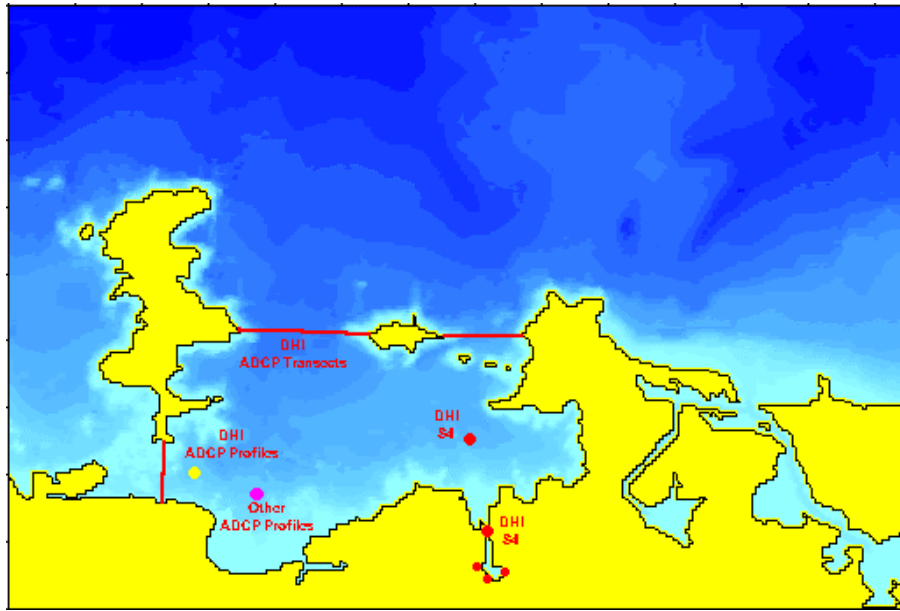 DHI
ADCP Transects
DHI
S4
DHI
ADCP Profiles
Other
ADCP Profiles
DHI
S4